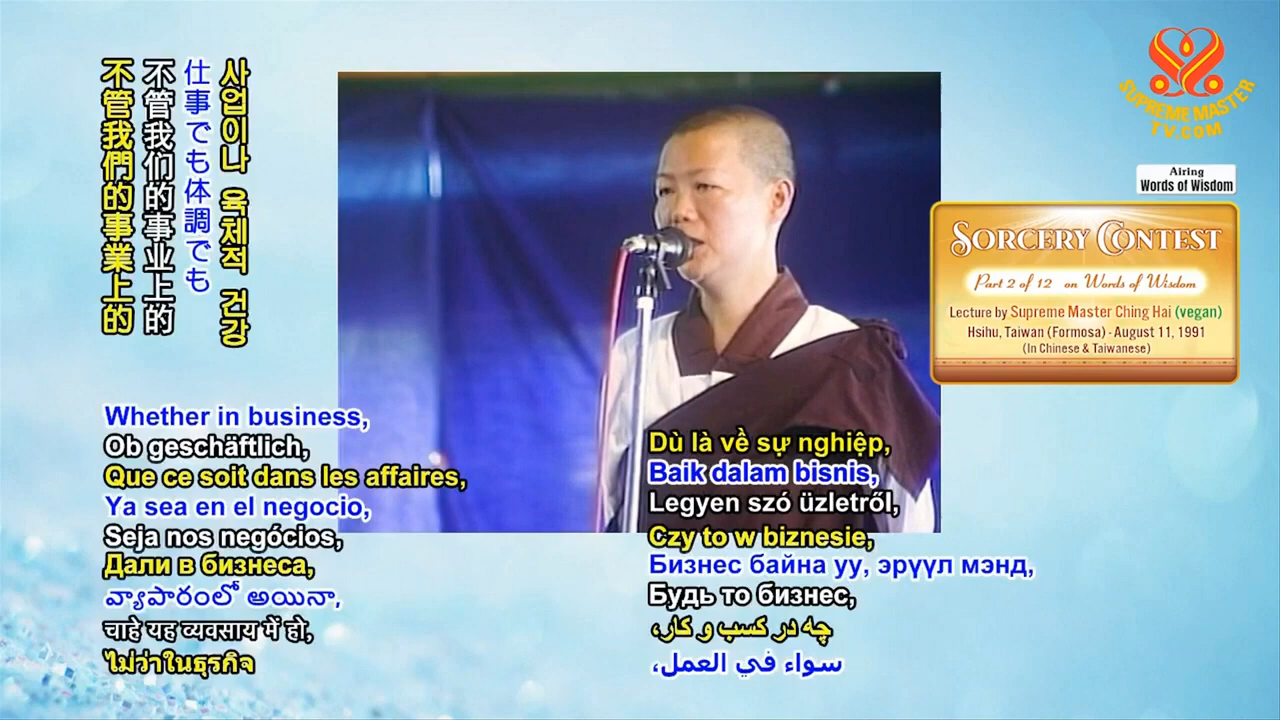 사업이나 육체적 건강
仕事でも体調でも
不管我们的事业上的
不管我們的事業上的
SUPREME MASTER
TV.COM
Airing
Words of Wisdom
SORCERY CONTEST
Part 2 of 12 on Words of Wisdom
Lecture by Supreme Master Ching Hai (vegan)
Hsihu, Taiwan (Formosa) - August 11, 1991
(In Chinese & Taiwanese)
Whether in business,
Ob geschäftlich,
Que ce soit dans les affaires,
Ya sea en el negocio,
Seja nos negócios,
Дали в бизнеса,
వ్యాపారంలో అయినా,
चाहे यह व्यवसाय में हो,
ไม่ว่าในธุรกิจ
Dù là về sự nghiệp,
Baik dalam bisnis,
Legyen szó üzletről,
Czy to w biznesie,
Бизнес байна уу, эрүүл мэнд,
Будь то бизнес,
چه در کسب و کار،
سواء في العمل،